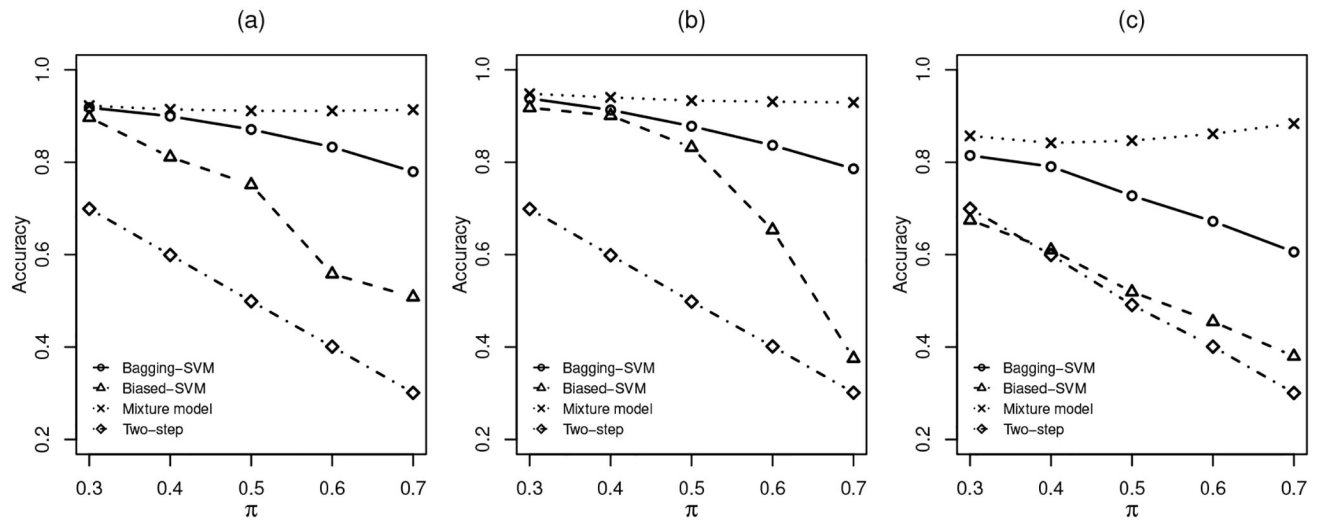 (a)
Accuracy
1.0
0.8
0.6
0.4
0.2
Bagging−SVM
Biased−SVM
Mixture model
Two−step
0.3 0.4 0.5 0.6 0.7
π
(b)
Accuracy
1.0
0.8
0.6
0.4
0.2
Bagging−SVM
Biased−SVM
Mixture model
Two−step
0.3 0.4 0.5 0.6 0.7
π
(c)
Accuracy
1.0
0.8
0.6
0.4
0.2
Bagging−SVM
Biased−SVM
Mixture model
Two−step
0.3 0.4 0.5 0.6 0.7
π